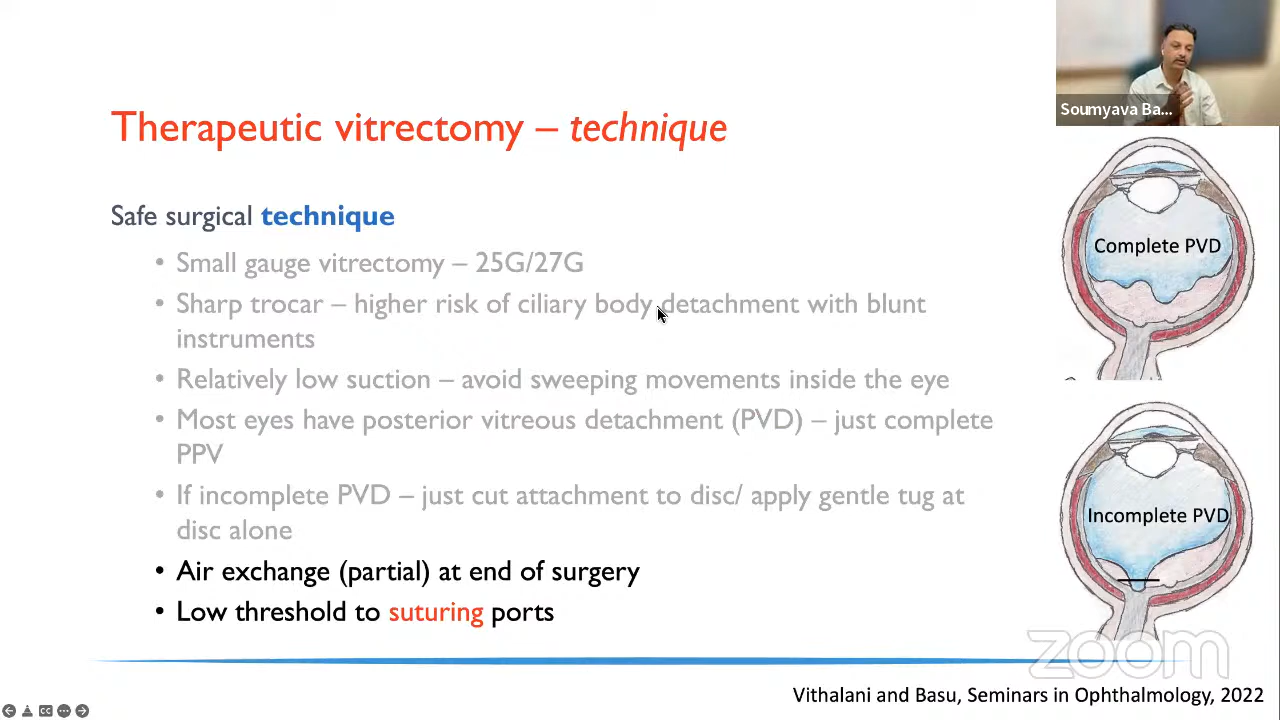 Soumyava Ba...
Therapeutic vitrectomy – technique
Safe surgical technique
• Small gauge vitrectomy – 25G/27G
• Sharp trocar – higher risk of ciliary body detachment with blunt
instruments
• Relatively low suction – avoid sweeping movements inside the eye
• Most eyes have posterior vitreous detachment (PVD) – just complete
PPV
• If incomplete PVD – just cut attachment to disc/ apply gentle tug at
disc alone
• Air exchange (partial) at end of surgery
• Low threshold to suturing ports
Complete PVD
Incomplete PVD
zoom
Vithalani and Basu, Seminars in Ophthalmology, 2022
CC